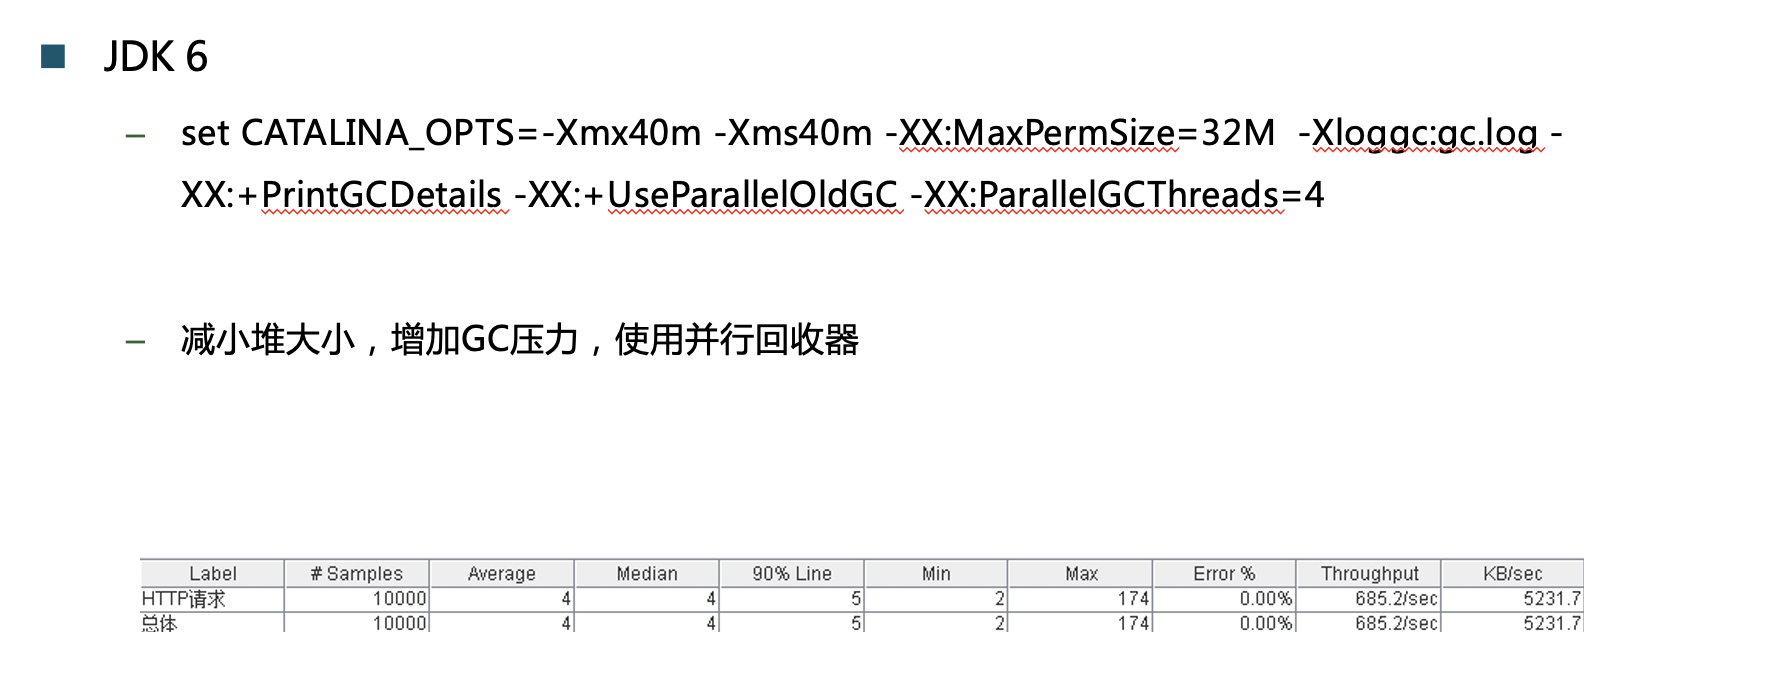 JDK 6
– set CATALINA_OPTS=-Xmx40m -Xms40m -XX:MaxPermSize=32M  -Xloggc:gc.log -
XX:+PrintGCDetails -XX:+UseParallelOldGC -XX:ParallelGCThreads=4
– 减小堆大小，增加GC压力，使用并行回收器
Label # Samples Average Median 90% Line Min Max Error % Throughput KB/sec
HTTP请求 10000 4 4 5 2 174 0.00% 685.2/sec 5231.7
总体 10000 4 4 5 2 174 0.00% 685.2/sec 5231.7